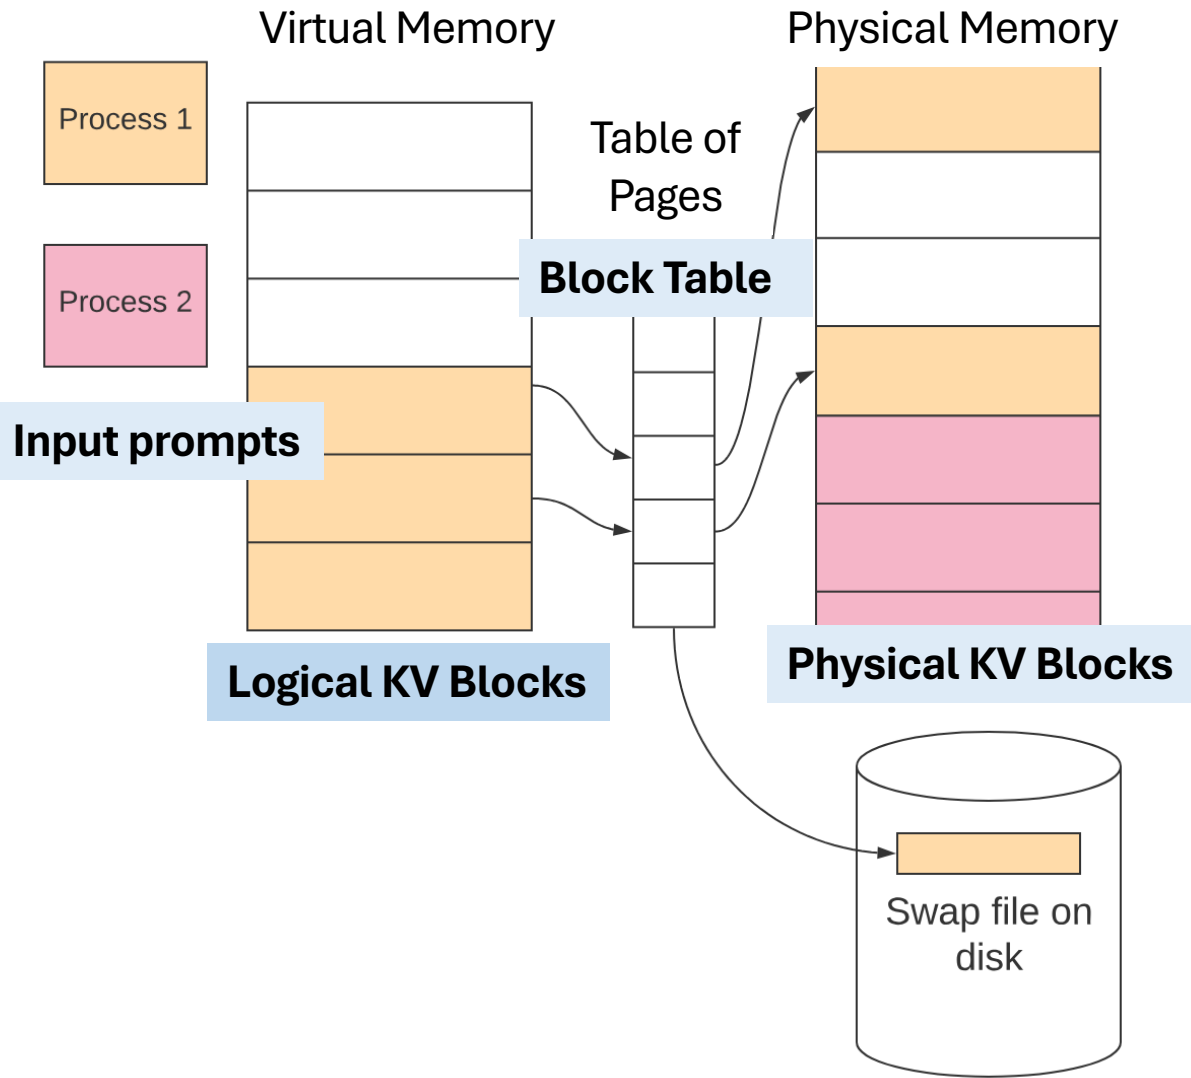 Virtual Memory
Physical Memory
Process 1
Table of
Pages
Process 2
Block Table
Input prompts
Logical KV Blocks
Physical KV Blocks
Swap file on
disk